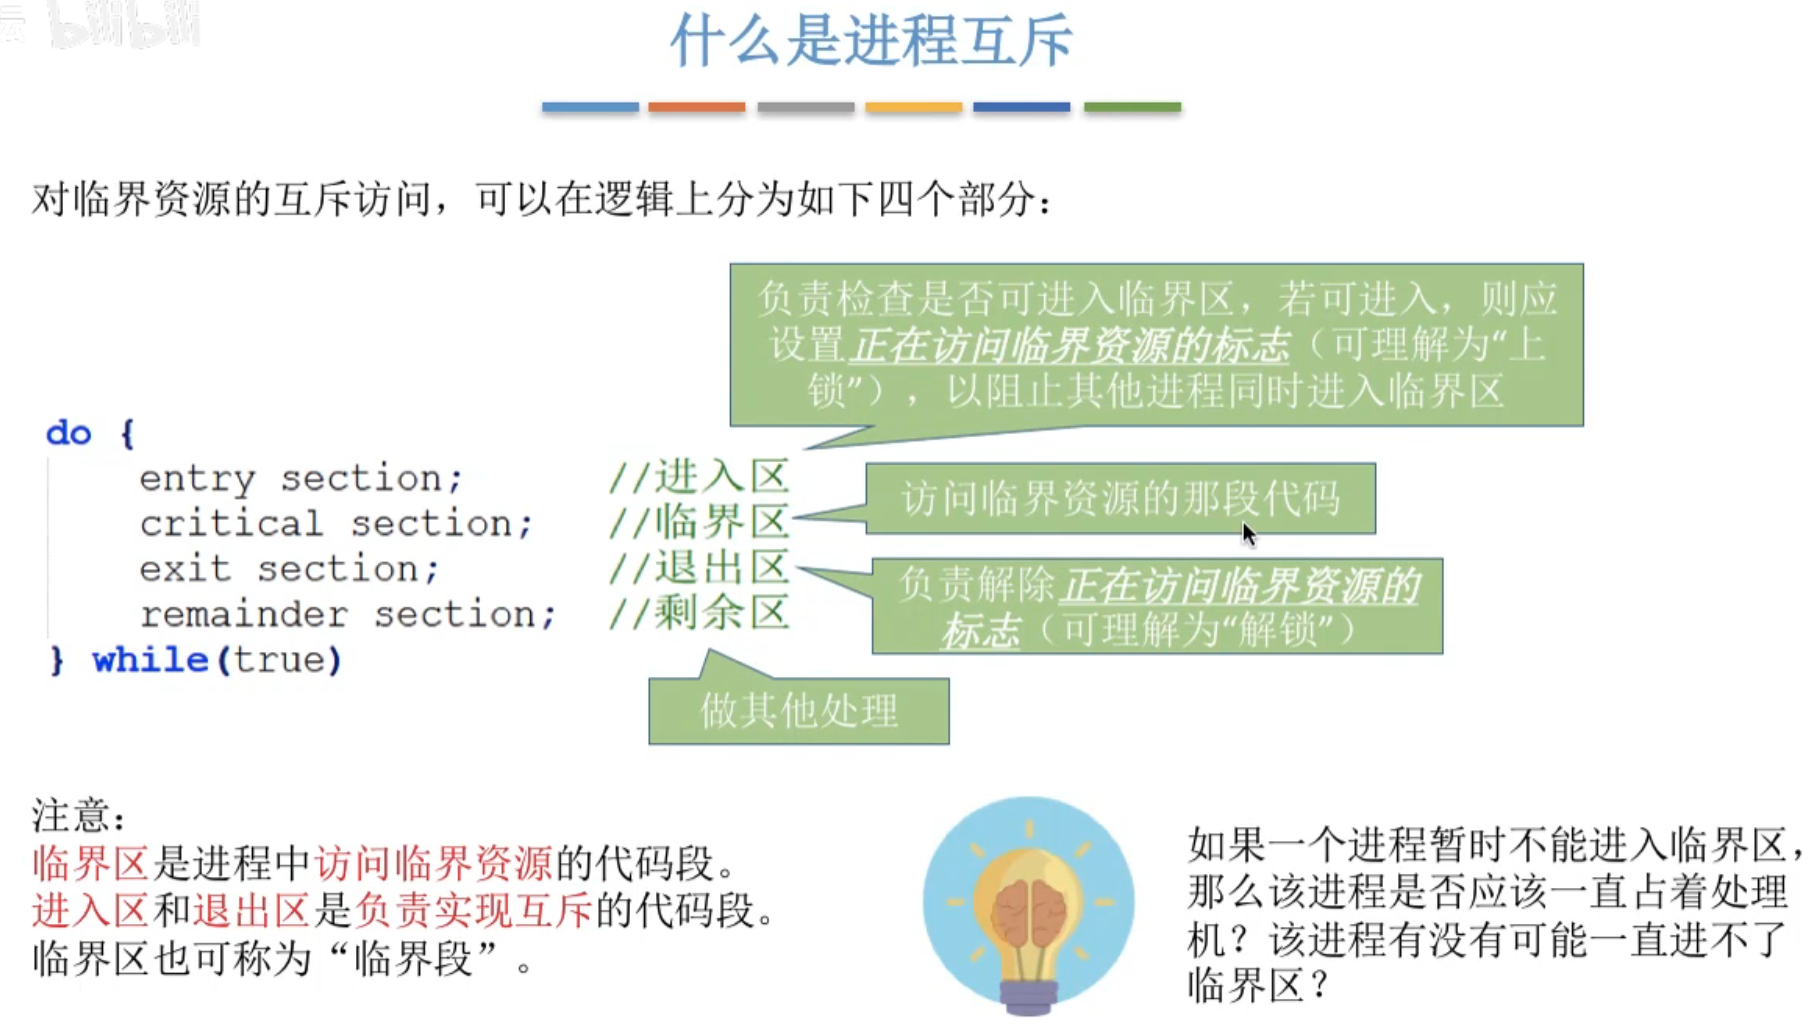 bilibili
什么是进程互斥
对临界资源的互斥访问，可以在逻辑上分为如下四个部分：
负责检查是否可进入临界区，若可进入，则应
设置正在访问临界资源的标志（可理解为“上
锁”），以阻止其他进程同时进入临界区
do {
entry section; //进入区
critical section; //临界区
exit section; //退出区
remainder section; //剩余区
} while(true)
访问临界资源的那段代码
负责解除正在访问临界资源的
标志（可理解为“解锁”）
做其他处理
注意：
临界区是进程中访问临界资源的代码段。
进入区和退出区是负责实现互斥的代码段。
临界区也可称为“临界段”。
如果一个进程暂时不能进入临界区，
那么该进程是否应该一直占着处理
机？该进程有没有可能一直进不了
临界区？